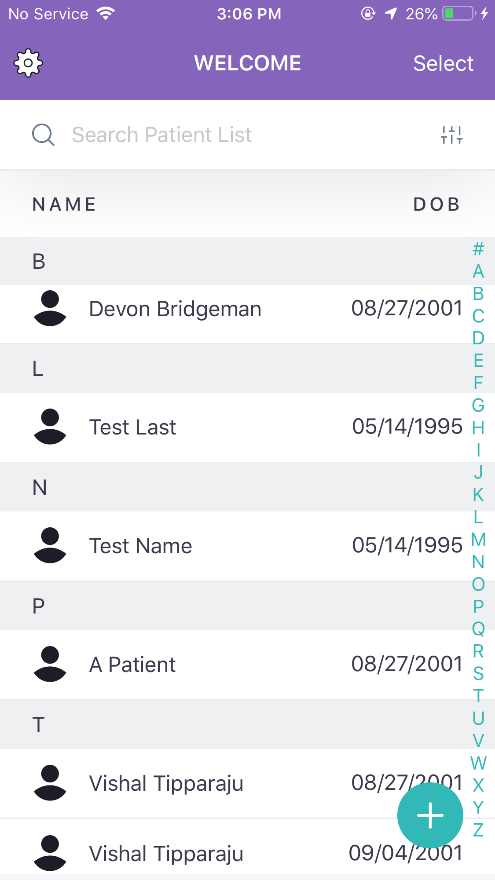 No Service 3:06 PM 26%
WELCOME Select
Search Patient List
NAME DOB
B
Devon Bridgeman 08/27/2001
L
Test Last 05/14/1995
N
Test Name 05/14/1995
P
A Patient 08/27/2001
T
Vishal Tipparaju 08/27/2001
Vishal Tipparaju 09/04/2001
#
A
B
C
D
E
F
G
H
I
J
K
L
M
N
O
P
Q
R
S
T
U
V
W
X
Y
Z